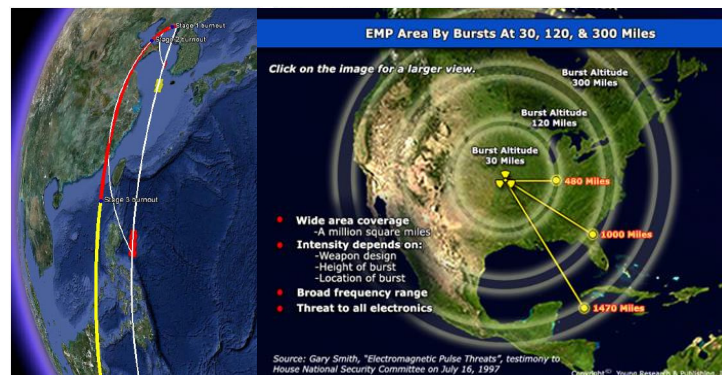 Stage 1 burnout
Stage 2 burnout
Stage 3 burnout
EMP Area By Bursts At 30, 120, & 300 Miles
Click on the image for a larger view.
Burst Altitude
300 Miles
Burst Altitude
120 Miles
Burst Altitude
30 Miles
480 Miles
1000 Miles
1470 Miles
Wide area coverage
-A million square miles
Intensity depends on:
-Weapon design
-Height of burst
-Location of burst
Broad frequency range
Threat to all electronics
Source: Gary Smith, "Electromagnetic Pulse Threats", testimony to
House National Security Committee on July 16, 1997
Copyright© Young Research & Publishing